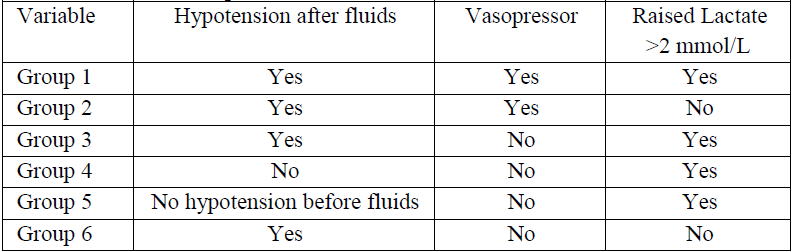 Variable Hypotension after fluids Vasopressor Raised Lactate
>2 mmol/L
Group 1 Yes Yes Yes
Group 2 Yes Yes No
Group 3 Yes No Yes
Group 4 No No Yes
Group 5 No hypotension before fluids No Yes
Group 6 Yes No No